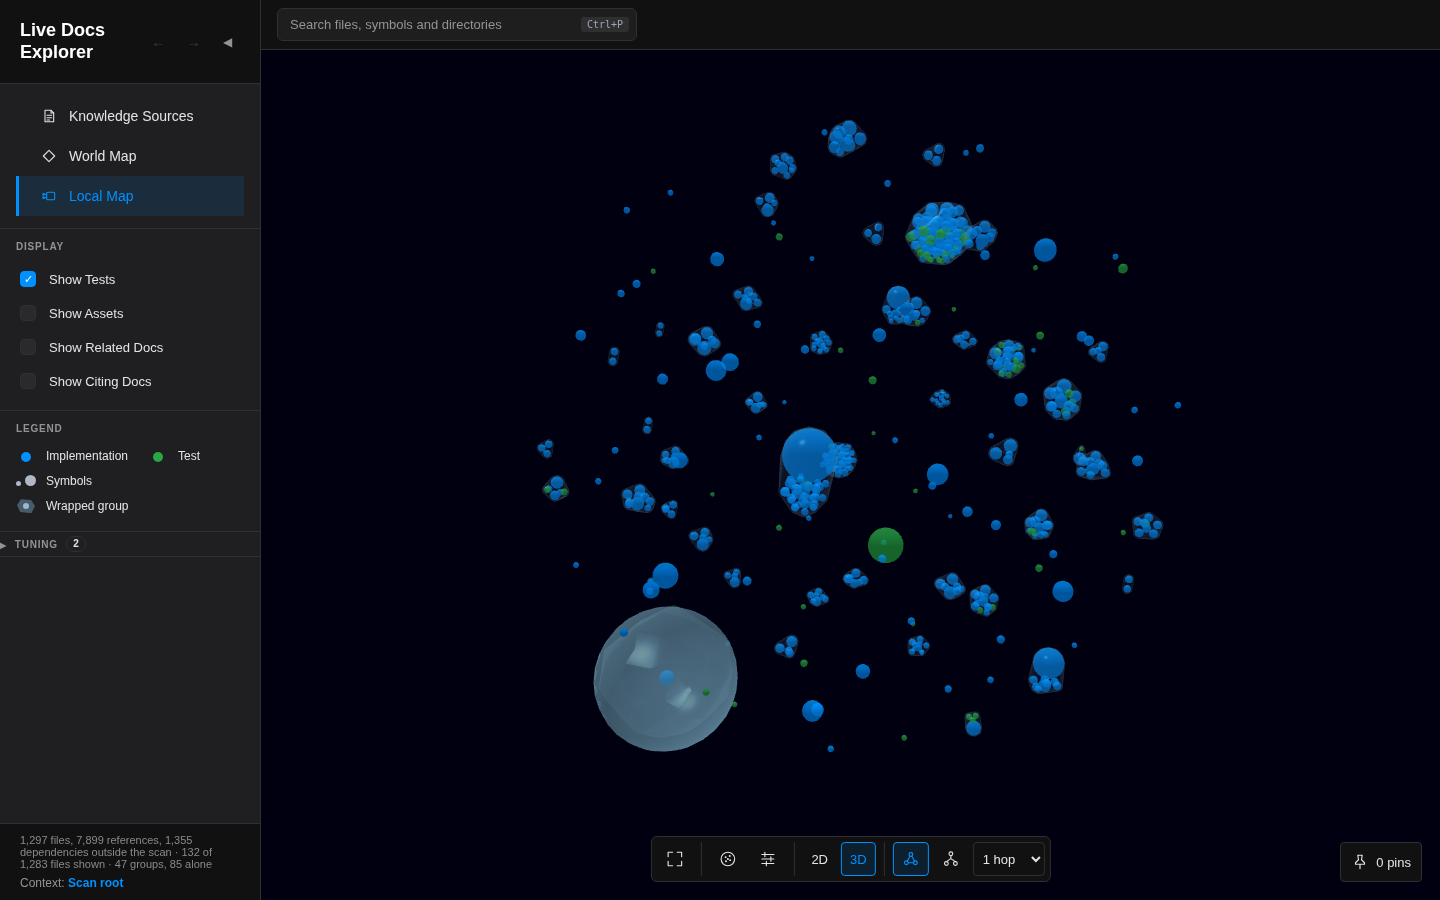 Live Docs
Explorer
Search files, symbols and directories
Ctrl+P
Knowledge Sources
World Map
Local Map
DISPLAY
Show Tests
Show Assets
Show Related Docs
Show Citing Docs
LEGEND
Implementation
Test
Symbols
Wrapped group
TUNING 2
1,297 files, 7,899 references, 1,355
dependencies outside the scan · 132 of
1,283 files shown · 47 groups, 85 alone
Context: Scan root
2D
3D
1 hop
0 pins